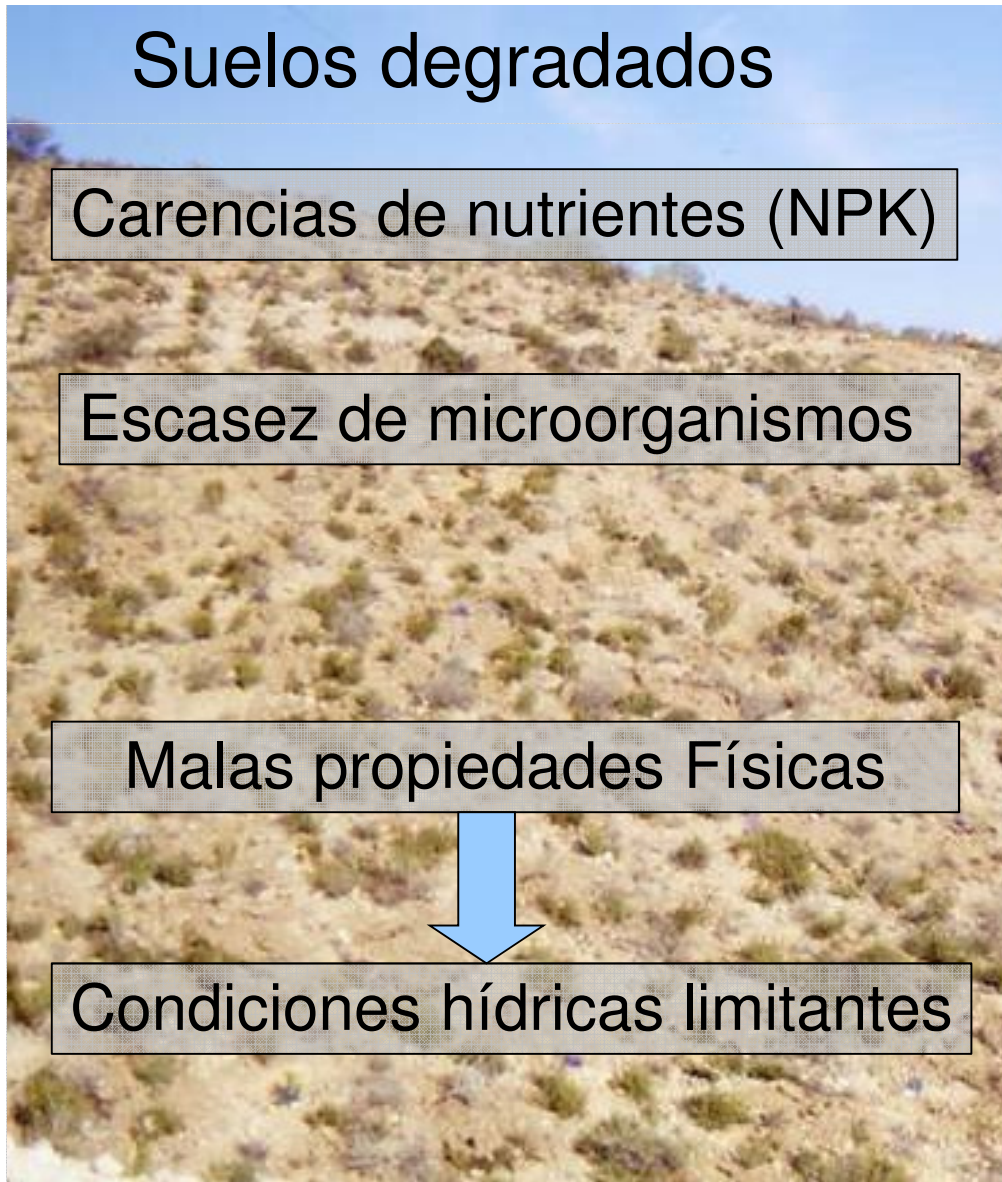 Suelos degradados
Carencias de nutrientes (NPK)
Escasez de microorganismos
Malas propiedades Físicas
Condiciones hídricas limitantes